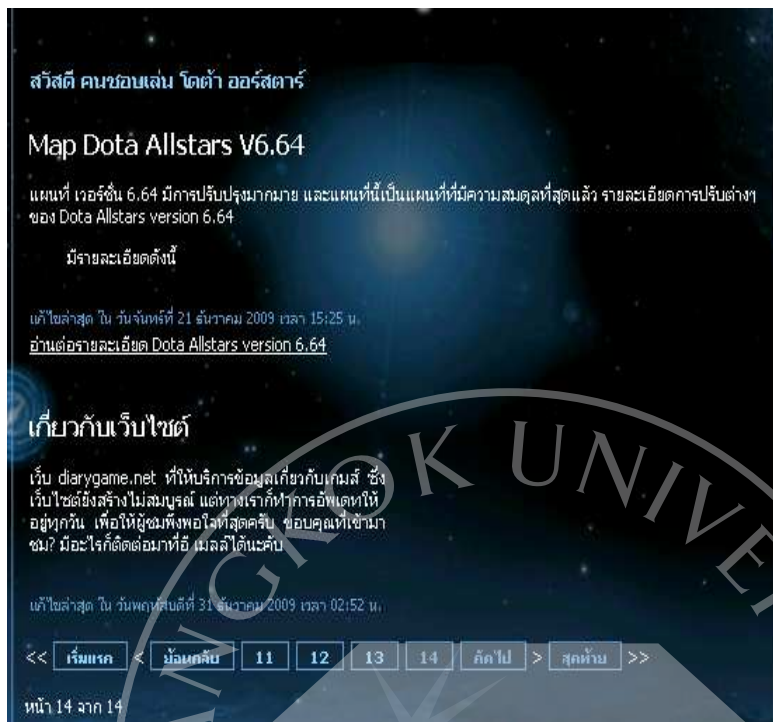 สวัสดี คนชอบเล่น โดต้า ออร์สตาร์
Map Dota Allstars V6.64
แผนที่ เวอร์ชั่น 6.64 มีการปรับปรุงมากมาย และแผนที่นี้เป็นแผนที่ที่มีความสมดุลที่สุดแล้ว รายละเอียดการปรับต่างๆ
ของ Dota Allstars version 6.64
มีรายละเอียดดังนี้
แก้ไขล่าสุด ใน วันจันทร์ที่ 21 ธันวาคม 2009 เวลา 15:25 น.
อ่านต่อรายละเอียด Dota Allstars version 6.64
เกี่ยวกับเว็บไซต์
เว็บ diarygame.net ที่ให้บริการข้อมูลเกี่ยวกับเกมส์ ซึ่ง
เว็บไซต์ยังสร้างไม่สมบูรณ์ แต่ทางเราก็ทำการอัพเดทให้
อยู่ทุกวัน เพื่อให้ผู้ชมพึงพอใจที่สุดครับ ขอบคุณที่เข้ามา
ชม? มีอะไรก็ติดต่อมาที่อี เมลล์ได้นะคับ
แก้ไขล่าสุด ใน วันพฤหัสบดีที่ 31 ธันวาคม 2009 เวลา 02:52 น.
<< เริ่มแรก < ย้อนกลับ 11 12 13 14 ถัดไป > สุดท้าย >>
หน้า 14 จาก 14